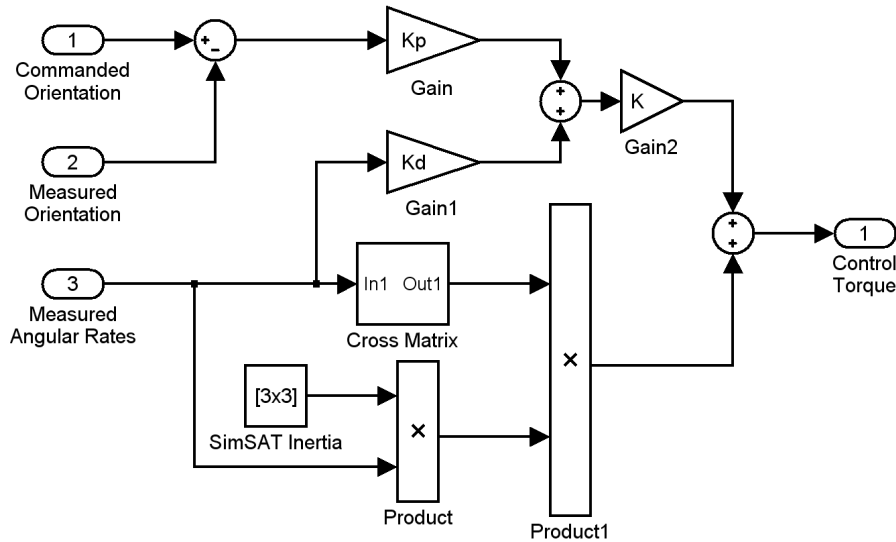 1
Commanded
Orientation
+
−
Kp
Gain
+
+
K
Gain2
2
Measured
Orientation
Kd
Gain1
+
+
1
Control
Torque
3
Measured
Angular Rates
In1 Out1
Cross Matrix
[3x3]
SimSAT Inertia
×
Product
×
Product1